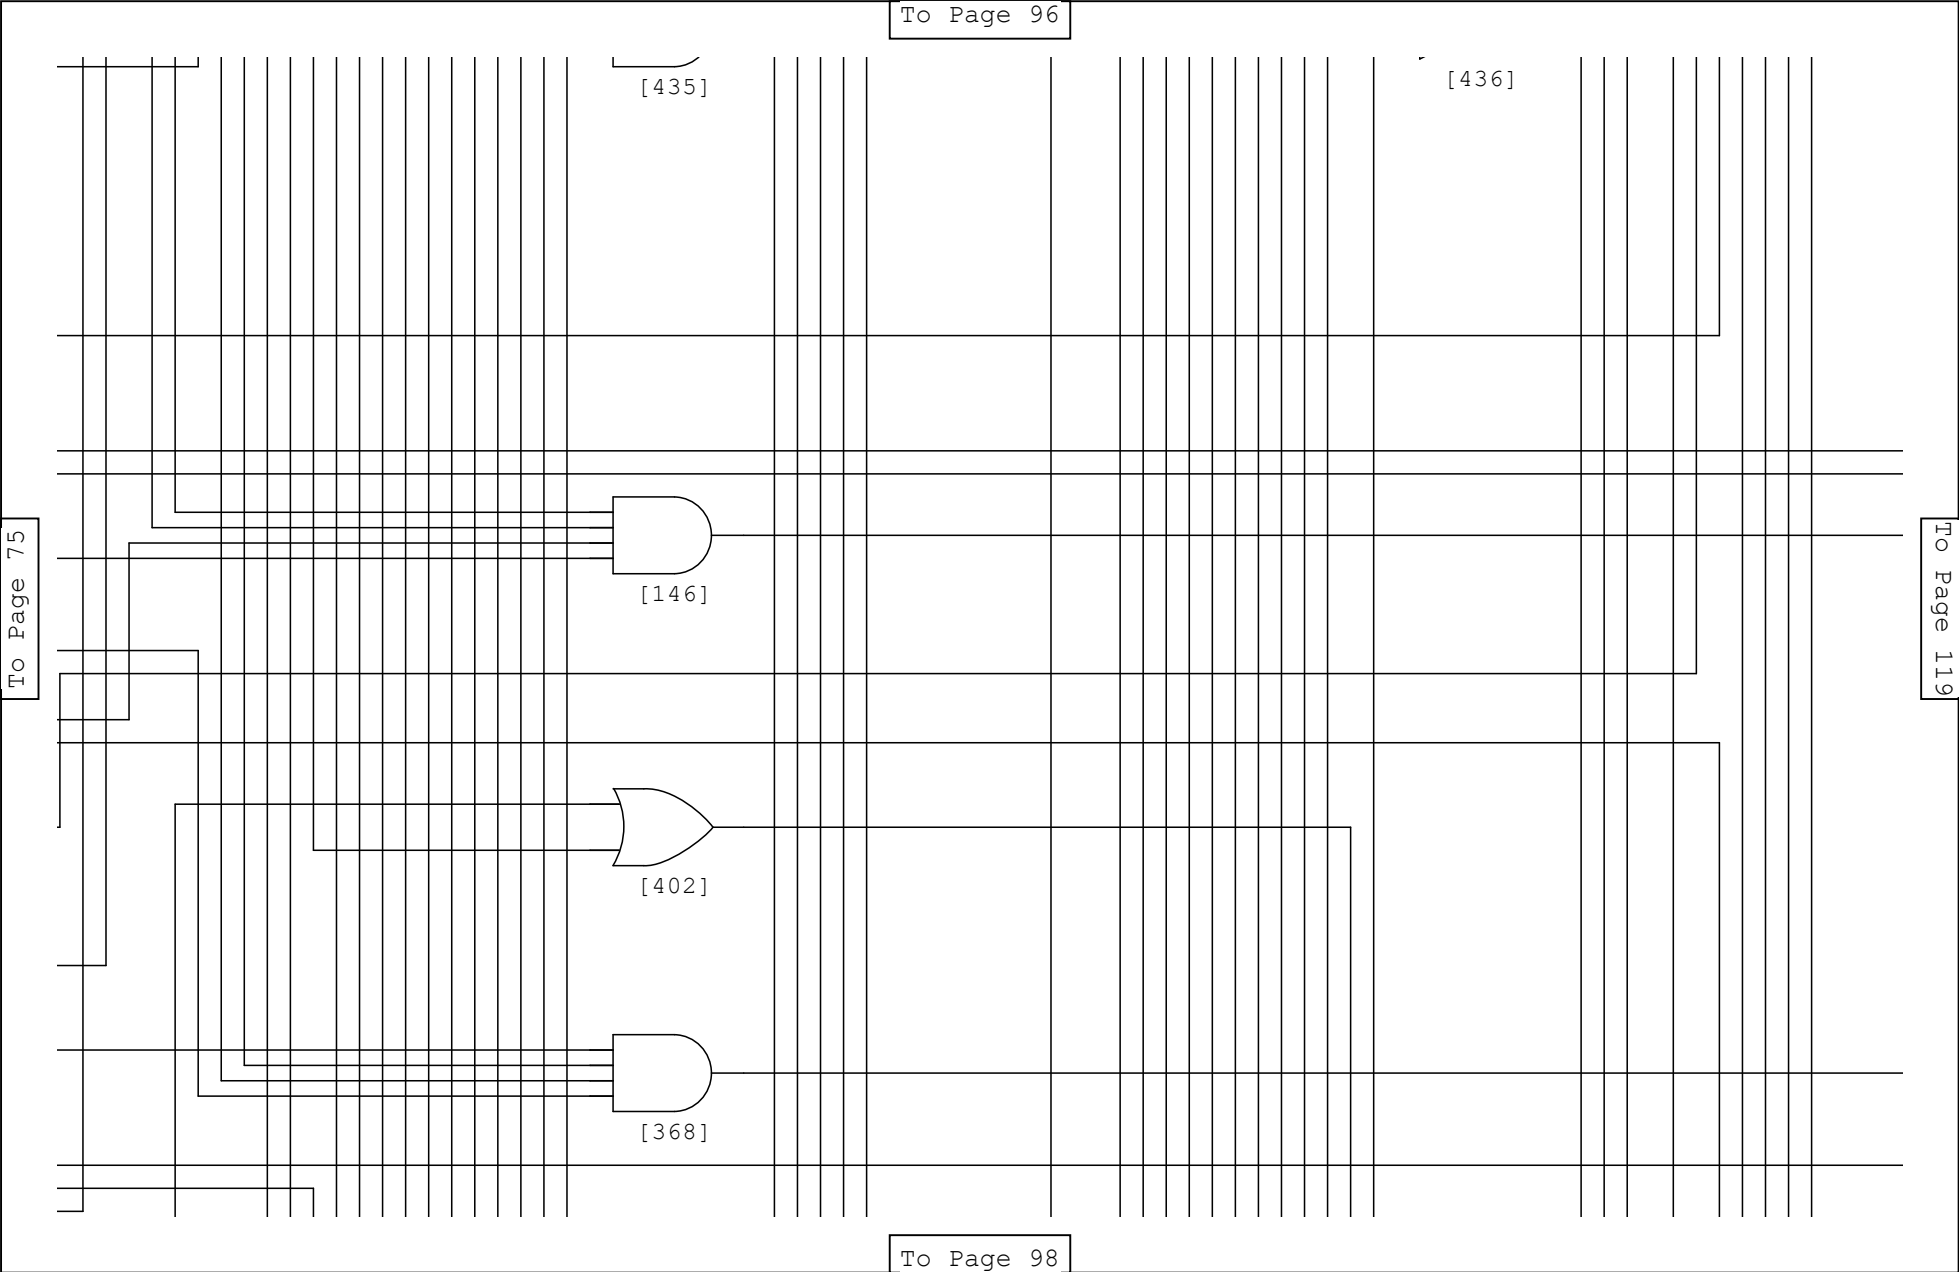 To Page 96
[435]
[436]
To Page 75
[146]
To Page 119
[402]
[368]
To Page 98